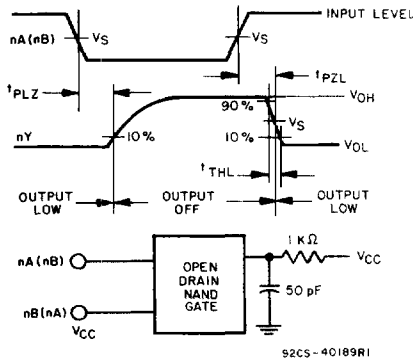 INPUT LEVEL
nA(nB) VS VS
tPLZ tPZL
VOH
90%
VS
10% 10%
nY VOL
tTHL
OUTPUT LOW OUTPUT OFF OUTPUT LOW
1 KΩ
nA(nB) VCC
OPEN
DRAIN
NAND
GATE
50 pF
nB(nA)
VCC
92CS-40189R1